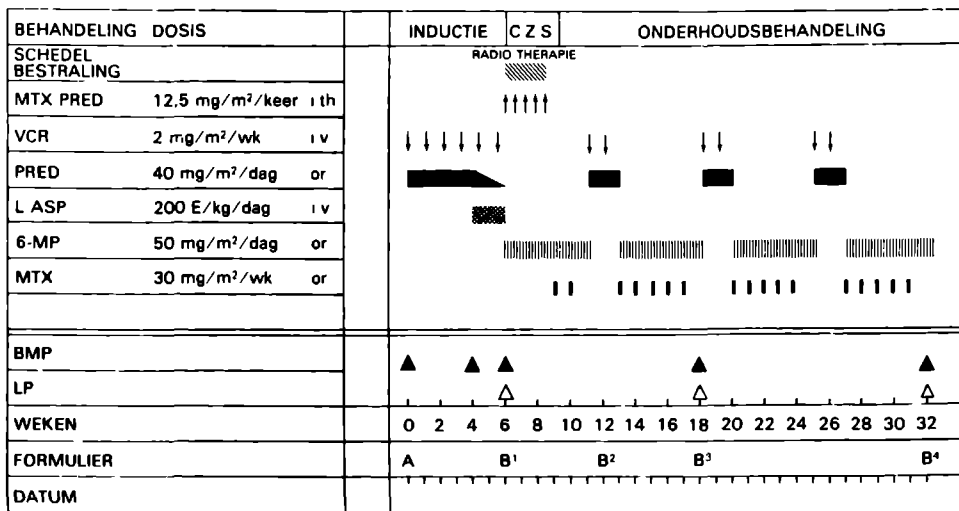 BEHANDELING DOSIS INDUCTIE CZS ONDERHOUDSBEHANDELING
SCHEDEL
BESTRALING
RADIO THERAPIE
MTX PRED 12,5 mg/m²/keer i th
VCR 2 mg/m²/wk i v
PRED 40 mg/m²/dag or
L ASP 200 E/kg/dag i v
6-MP 50 mg/m²/dag or
MTX 30 mg/m²/wk or
BMP
LP
WEKEN 0 2 4 6 8 10 12 14 16 18 20 22 24 26 28 30 32
FORMULIER A B¹ B² B³ B⁴
DATUM